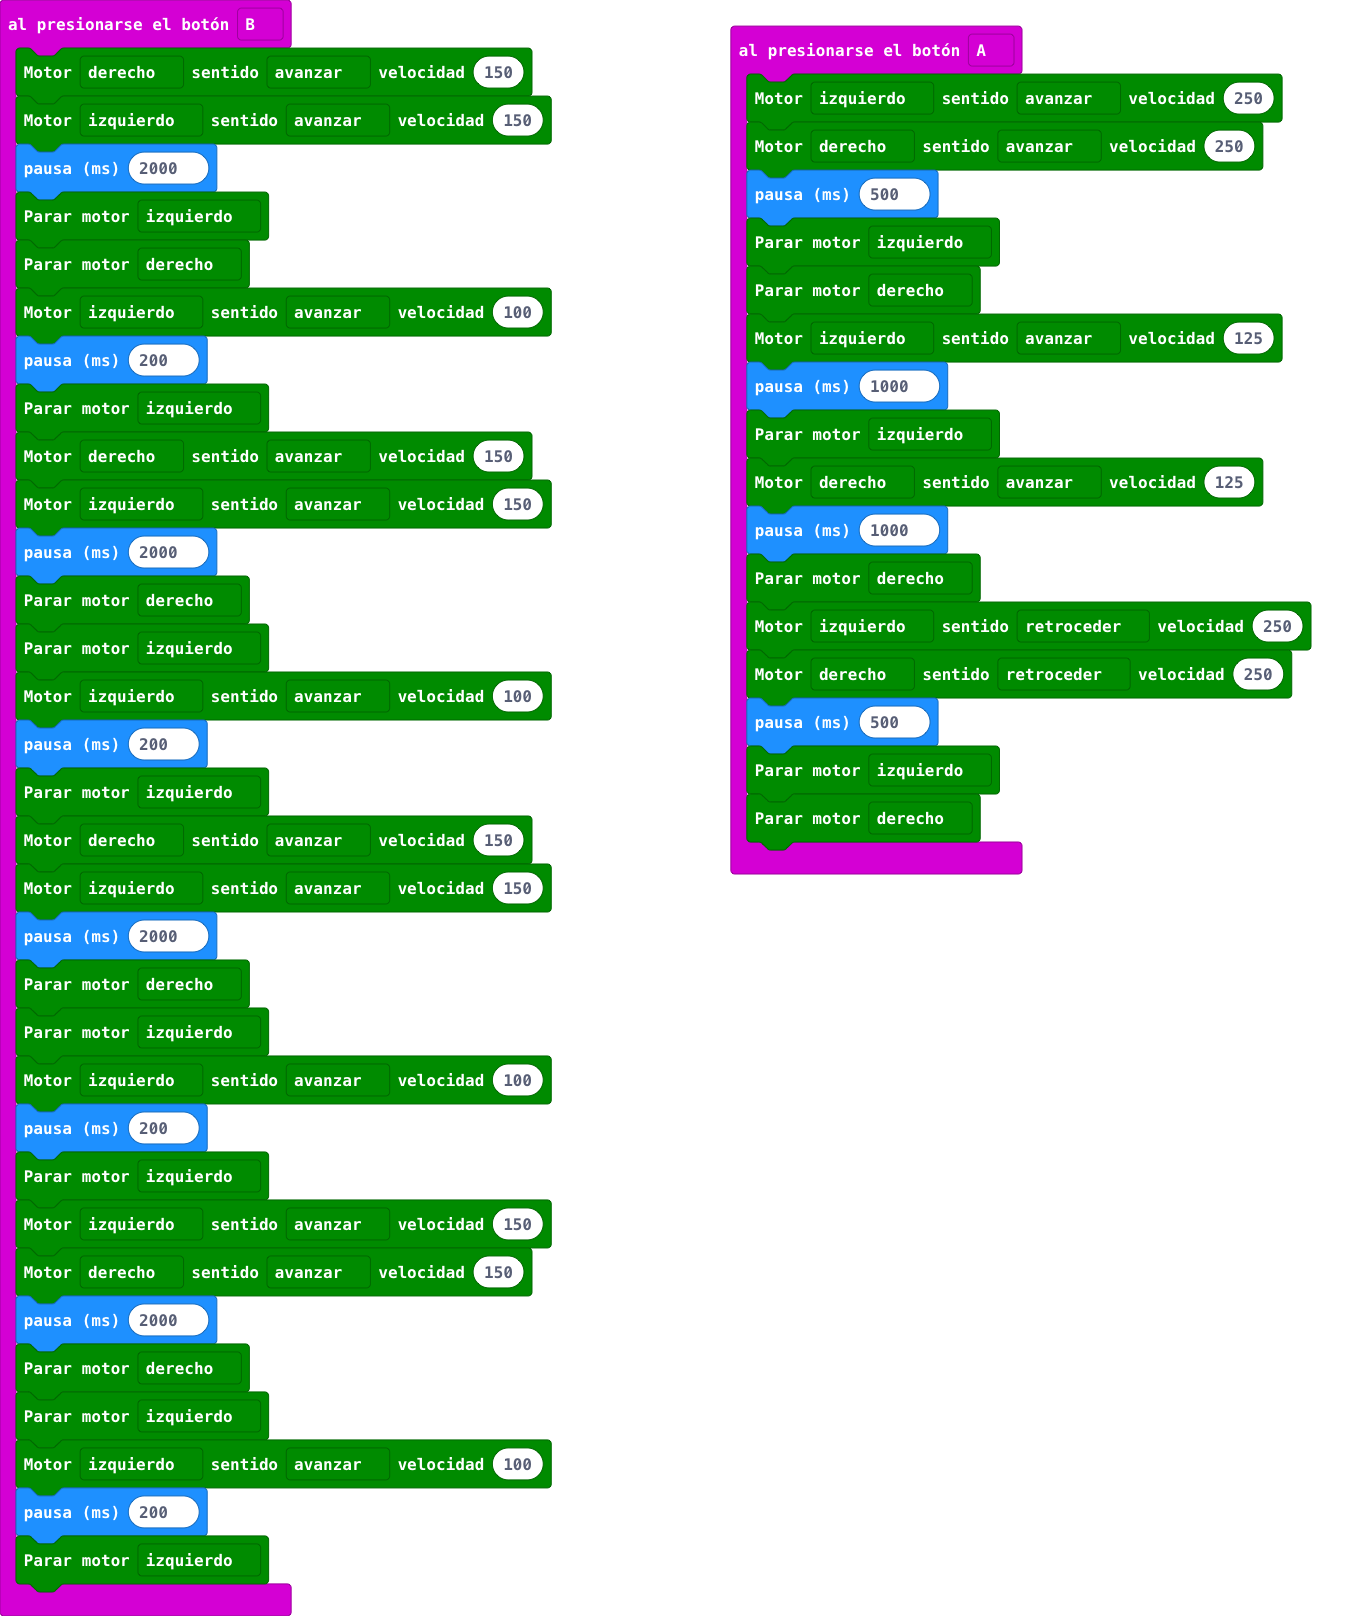 al presionarse el botón B
Motor derecho sentido avanzar velocidad 150
Motor izquierdo sentido avanzar velocidad 150
pausa (ms) 2000
Parar motor izquierdo
Parar motor derecho
Motor izquierdo sentido avanzar velocidad 100
pausa (ms) 200
Parar motor izquierdo
Motor derecho sentido avanzar velocidad 150
Motor izquierdo sentido avanzar velocidad 150
pausa (ms) 2000
Parar motor derecho
Parar motor izquierdo
Motor izquierdo sentido avanzar velocidad 100
pausa (ms) 200
Parar motor izquierdo
Motor derecho sentido avanzar velocidad 150
Motor izquierdo sentido avanzar velocidad 150
pausa (ms) 2000
Parar motor derecho
Parar motor izquierdo
Motor izquierdo sentido avanzar velocidad 100
pausa (ms) 200
Parar motor izquierdo
Motor izquierdo sentido avanzar velocidad 150
Motor derecho sentido avanzar velocidad 150
pausa (ms) 2000
Parar motor derecho
Parar motor izquierdo
Motor izquierdo sentido avanzar velocidad 100
pausa (ms) 200
Parar motor izquierdo
al presionarse el botón A
Motor izquierdo sentido avanzar velocidad 250
Motor derecho sentido avanzar velocidad 250
pausa (ms) 500
Parar motor izquierdo
Parar motor derecho
Motor izquierdo sentido avanzar velocidad 125
pausa (ms) 1000
Parar motor izquierdo
Motor derecho sentido avanzar velocidad 125
pausa (ms) 1000
Parar motor derecho
Motor izquierdo sentido retroceder velocidad 250
Motor derecho sentido retroceder velocidad 250
pausa (ms) 500
Parar motor izquierdo
Parar motor derecho